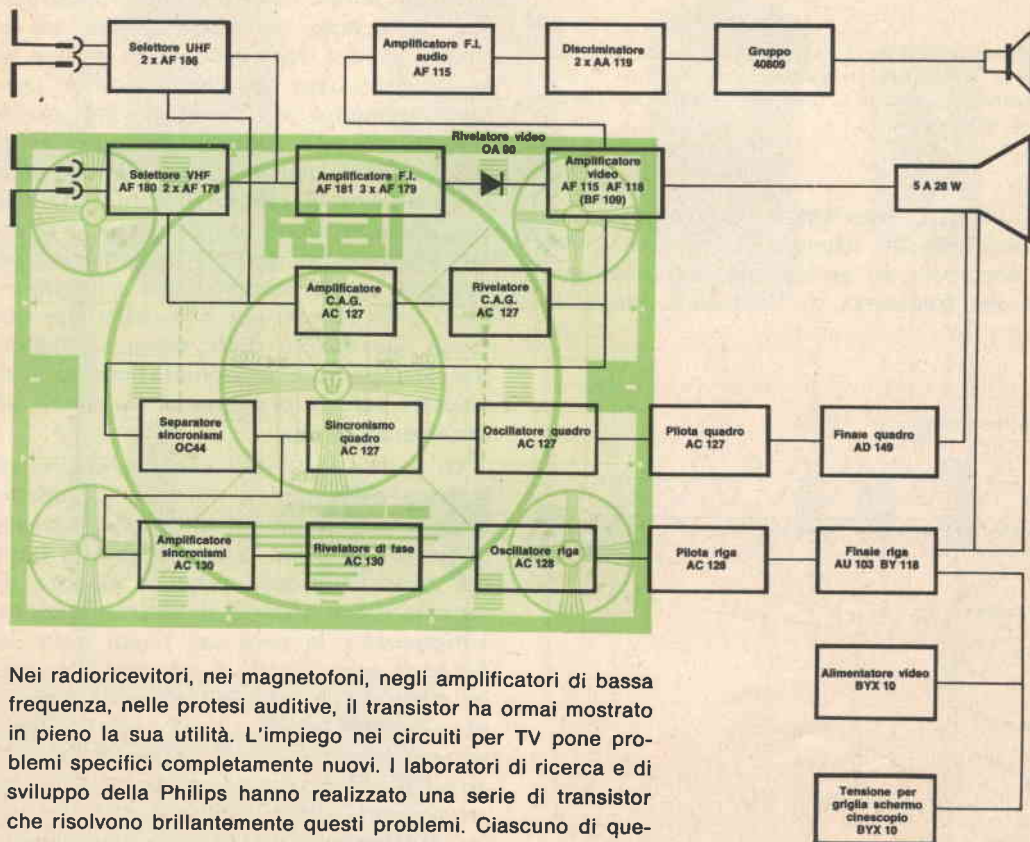 Selettore UHF
2 x AF 186
Amplificatore F.I.
audio
AF 115
Discriminatore
2 x AA 119
Gruppo
40809
Rivelatore video
OA 90
Selettore VHF
AF 180 2 x AF 178
Amplificatore F.I.
AF 181 3 x AF 179
Amplificatore
video
AF 115 AF 118
(BF 109)
5 A 28 W
Rai
Amplificatore
C.A.G.
AC 127
Rivelatore
C.A.G.
AC 127
Separatore
sincronismi
OC44
Sincronismo
quadro
AC 127
Oscillatore quadro
AC 127
Pilota quadro
AC 127
Finale quadro
AD 149
Amplificatore
sincronismi
AC 130
Rivelatore di fase
AC 130
Oscillatore riga
AC 128
Pilota riga
AC 128
Finale riga
AU 103 BY 118
Alimentatore video
BYX 10
Tensione per
griglia schermo
cinescopio
BYX 10
Nei radioricevitori, nei magnetofoni, negli amplificatori di bassa
frequenza, nelle protesi auditive, il transistor ha ormai mostrato
in pieno la sua utilità. L'impiego nei circuiti per TV pone pro-
blemi specifici completamente nuovi. I laboratori di ricerca e di
sviluppo della Philips hanno realizzato una serie di transistor
che risolvono brillantemente questi problemi. Ciascuno di que-